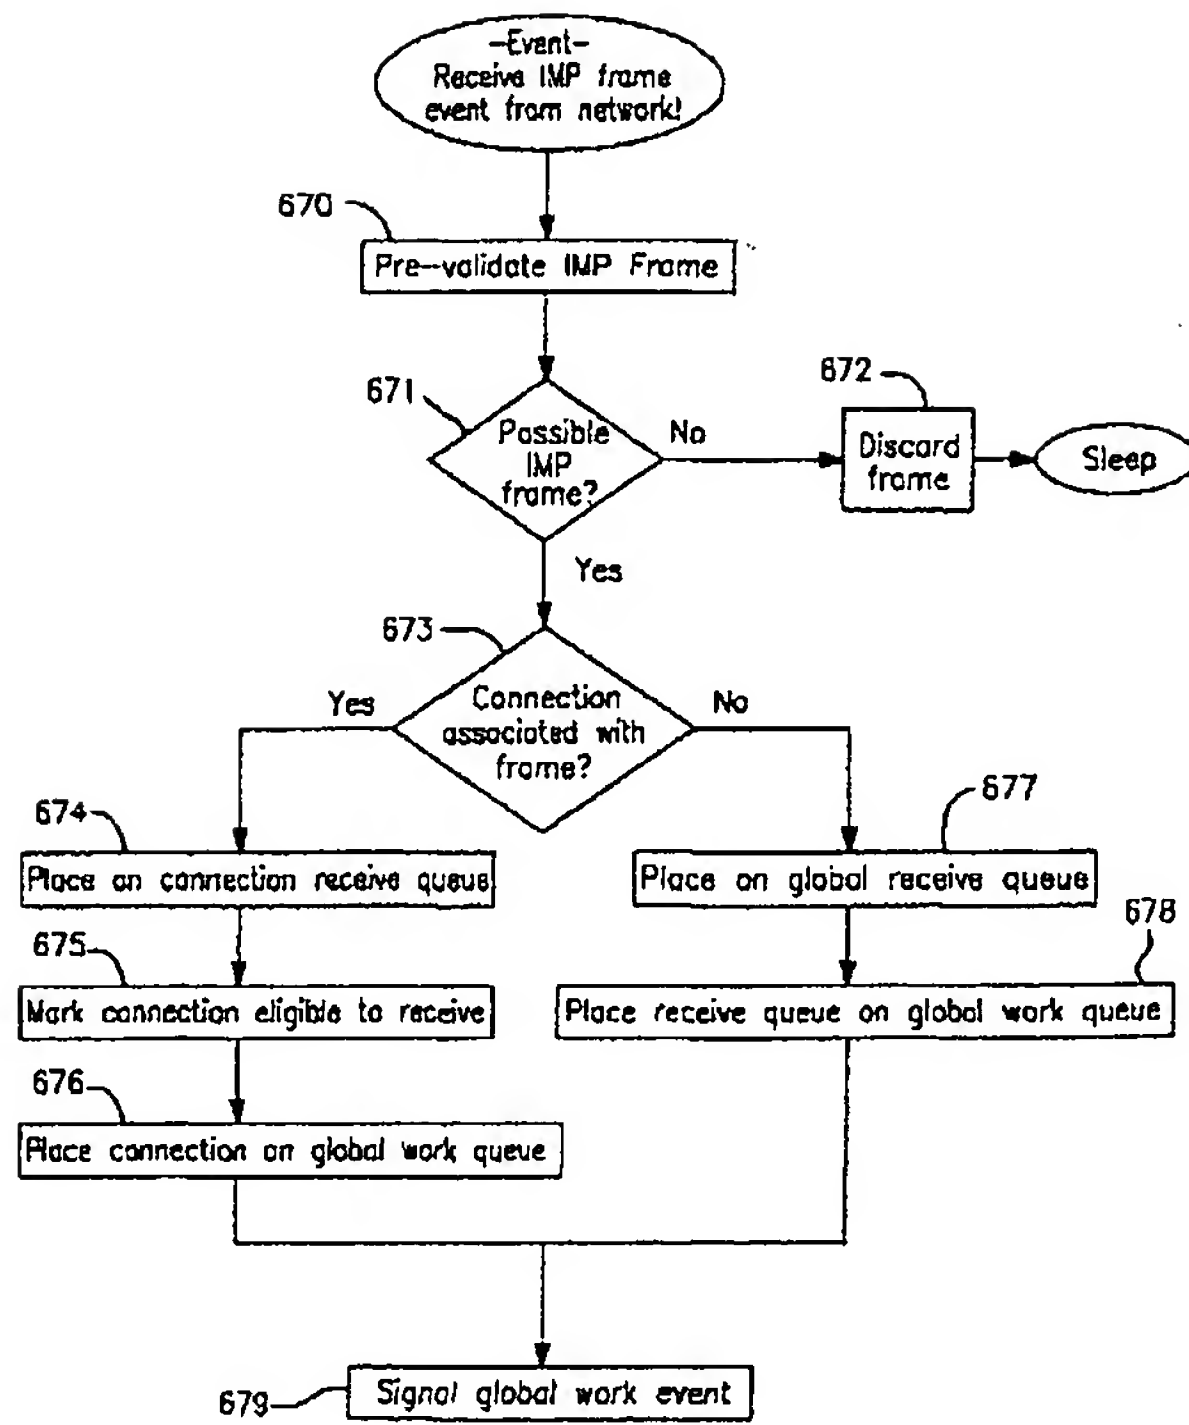 -Event-
Receive IMP frame
event from network!
670
Pre-validate IMP Frame
671
Possible
IMP
frame?
No
672
Discard
frame
Sleep
Yes
673
Connection
associated with
frame?
Yes
No
674
Place on connection receive queue
677
Place on global receive queue
675
Mark connection eligible to receive
678
Place receive queue on global work queue
676
Place connection on global work queue
679
Signal global work event